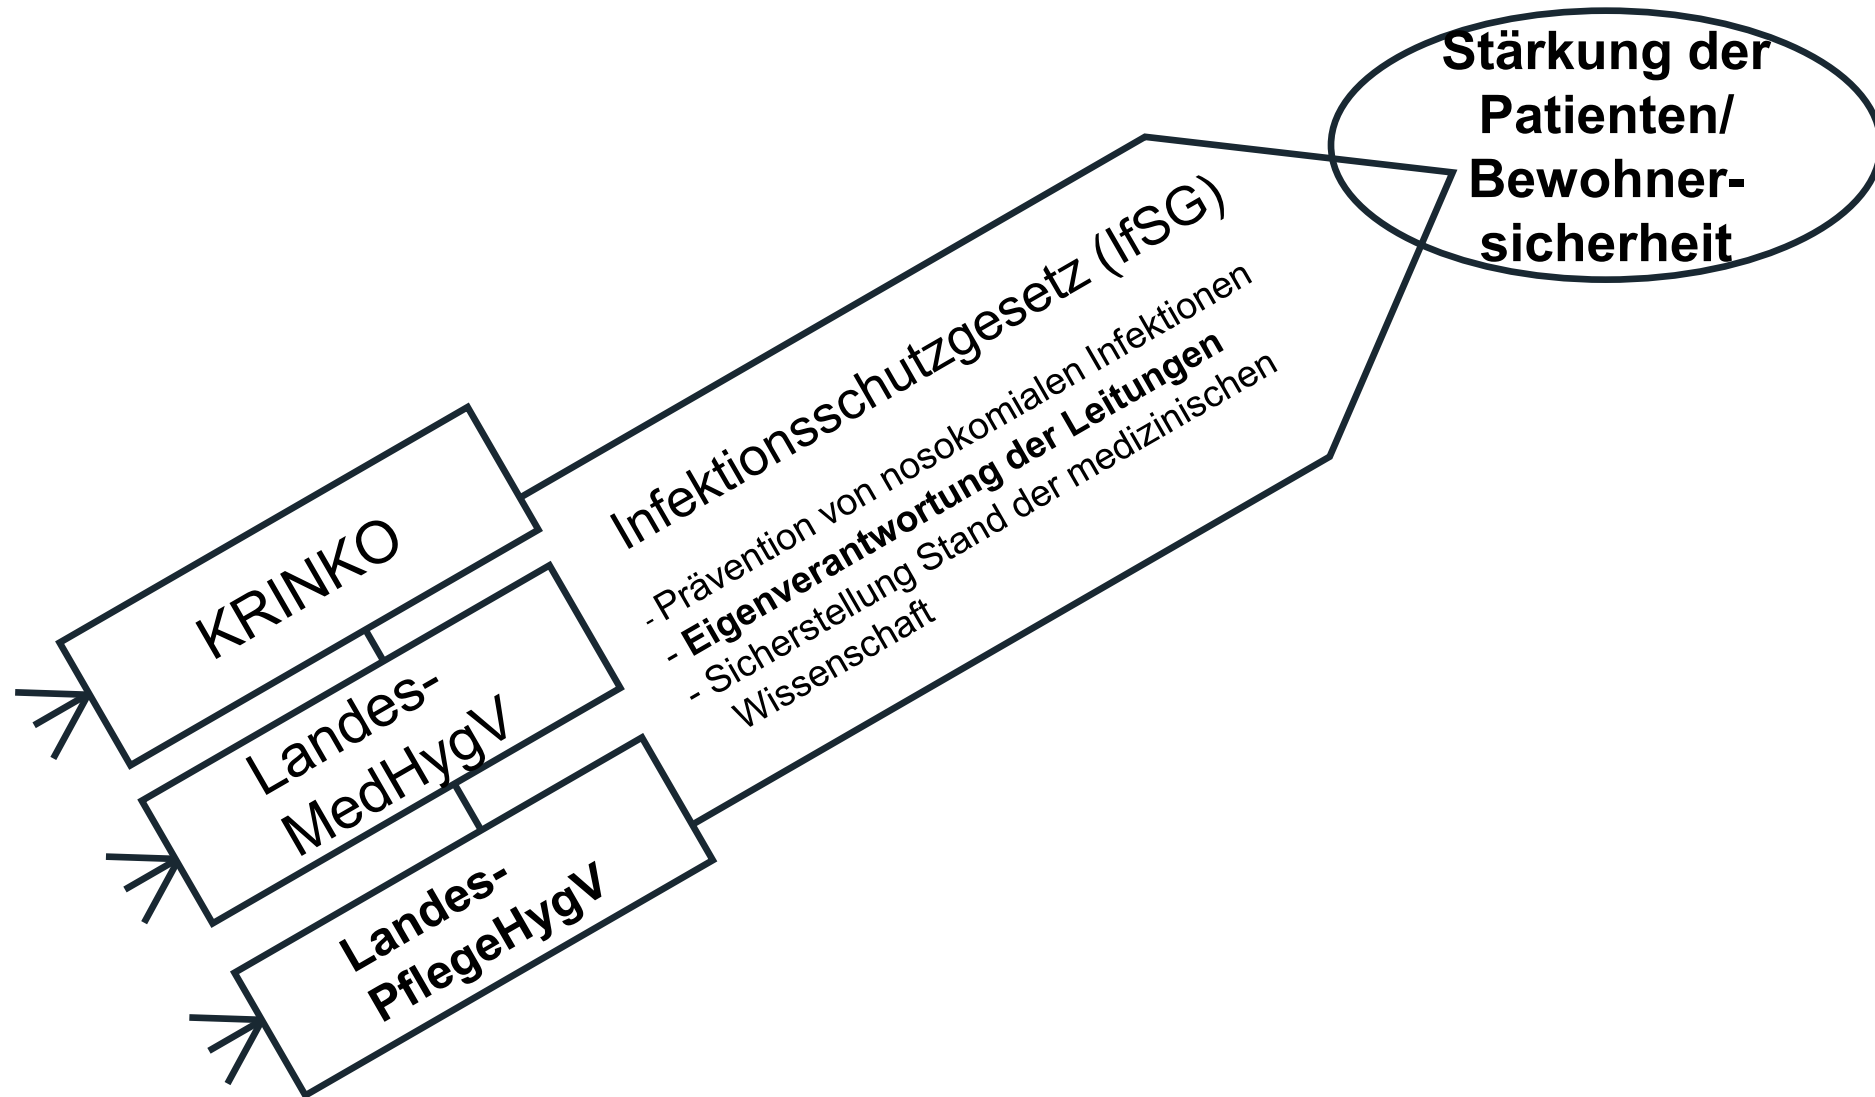 Stärkung der
Patienten/
Bewohner-
sicherheit
Infektionsschutzgesetz (IfSG)
- Prävention von nosokomialen Infektionen
- Eigenverantwortung der Leitungen
- Sicherstellung Stand der medizinischen
Wissenschaft
KRINKO
Landes-
MedHygV
Landes-
PflegeHygV